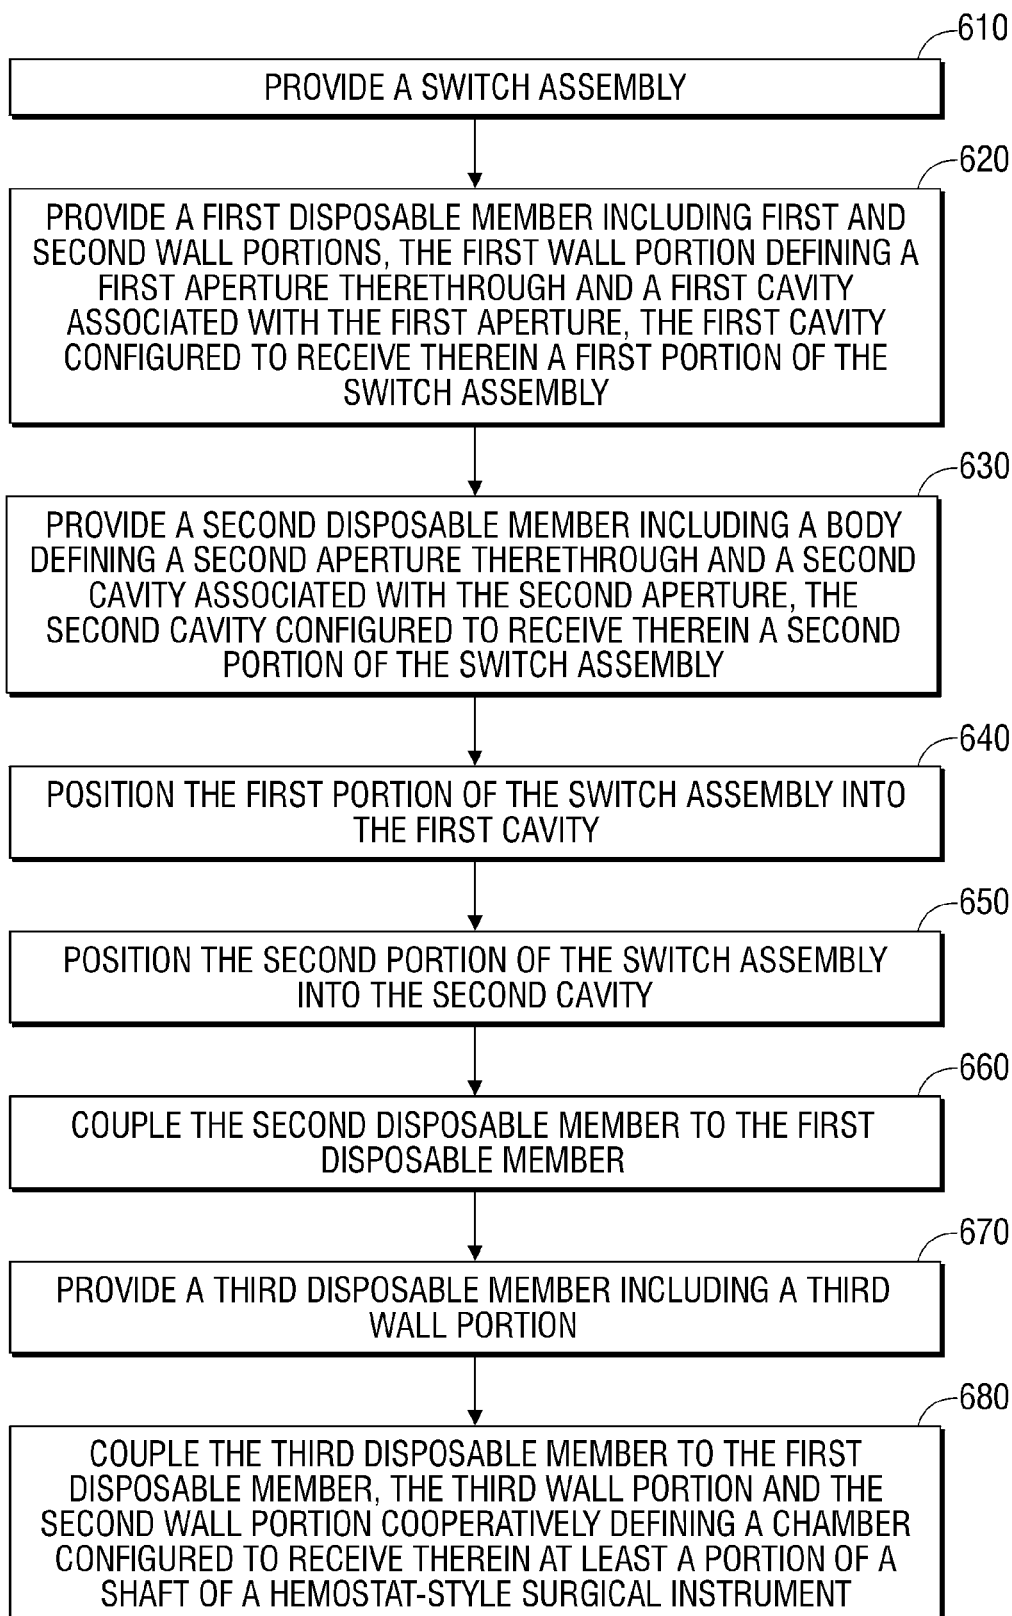 610
PROVIDE A SWITCH ASSEMBLY
620
PROVIDE A FIRST DISPOSABLE MEMBER INCLUDING FIRST AND
SECOND WALL PORTIONS, THE FIRST WALL PORTION DEFINING A
FIRST APERTURE THERETHROUGH AND A FIRST CAVITY
ASSOCIATED WITH THE FIRST APERTURE, THE FIRST CAVITY
CONFIGURED TO RECEIVE THEREIN A FIRST PORTION OF THE
SWITCH ASSEMBLY
630
PROVIDE A SECOND DISPOSABLE MEMBER INCLUDING A BODY
DEFINING A SECOND APERTURE THERETHROUGH AND A SECOND
CAVITY ASSOCIATED WITH THE SECOND APERTURE, THE
SECOND CAVITY CONFIGURED TO RECEIVE THEREIN A SECOND
PORTION OF THE SWITCH ASSEMBLY
640
POSITION THE FIRST PORTION OF THE SWITCH ASSEMBLY INTO
THE FIRST CAVITY
650
POSITION THE SECOND PORTION OF THE SWITCH ASSEMBLY
INTO THE SECOND CAVITY
660
COUPLE THE SECOND DISPOSABLE MEMBER TO THE FIRST
DISPOSABLE MEMBER
670
PROVIDE A THIRD DISPOSABLE MEMBER INCLUDING A THIRD
WALL PORTION
680
COUPLE THE THIRD DISPOSABLE MEMBER TO THE FIRST
DISPOSABLE MEMBER, THE THIRD WALL PORTION AND THE
SECOND WALL PORTION COOPERATIVELY DEFINING A CHAMBER
CONFIGURED TO RECEIVE THEREIN AT LEAST A PORTION OF A
SHAFT OF A HEMOSTAT-STYLE SURGICAL INSTRUMENT